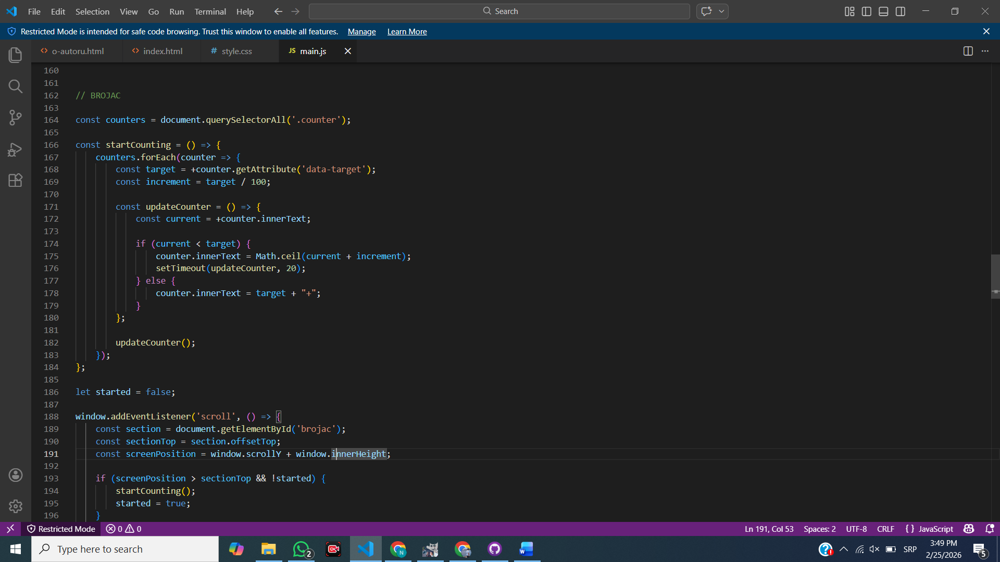 File Edit Selection View Go Run Terminal Help Search
Restricted Mode is intended for safe code browsing. Trust this window to enable all features. Manage Learn More
o-autoru.html index.html # style.css JS main.js
160
161
162 // BROJAC
163
164 const counters = document.querySelectorAll('.counter');
165
166 const startCounting = () => {
167 counters.forEach(counter => {
168 const target = +counter.getAttribute('data-target');
169 const increment = target / 100;
170
171 const updateCounter = () => {
172 const current = +counter.innerText;
173
174 if (current < target) {
175 counter.innerText = Math.ceil(current + increment);
176 setTimeout(updateCounter, 20);
177 } else {
178 counter.innerText = target + "+";
179 }
180 };
181
182 updateCounter();
183 });
184 };
185
186 let started = false;
187
188 window.addEventListener('scroll', () => {
189 const section = document.getElementById('brojac');
190 const sectionTop = section.offsetTop;
191 const screenPosition = window.scrollY + window.innerHeight;
192
193 if (screenPosition > sectionTop && !started) {
194 startCounting();
195 started = true;
196 }
Restricted Mode 0 0 Ln 191, Col 53 Spaces: 2 UTF-8 CRLF {} JavaScript
Type here to search 2 N W SRP 3:49 PM 5
2/25/2026